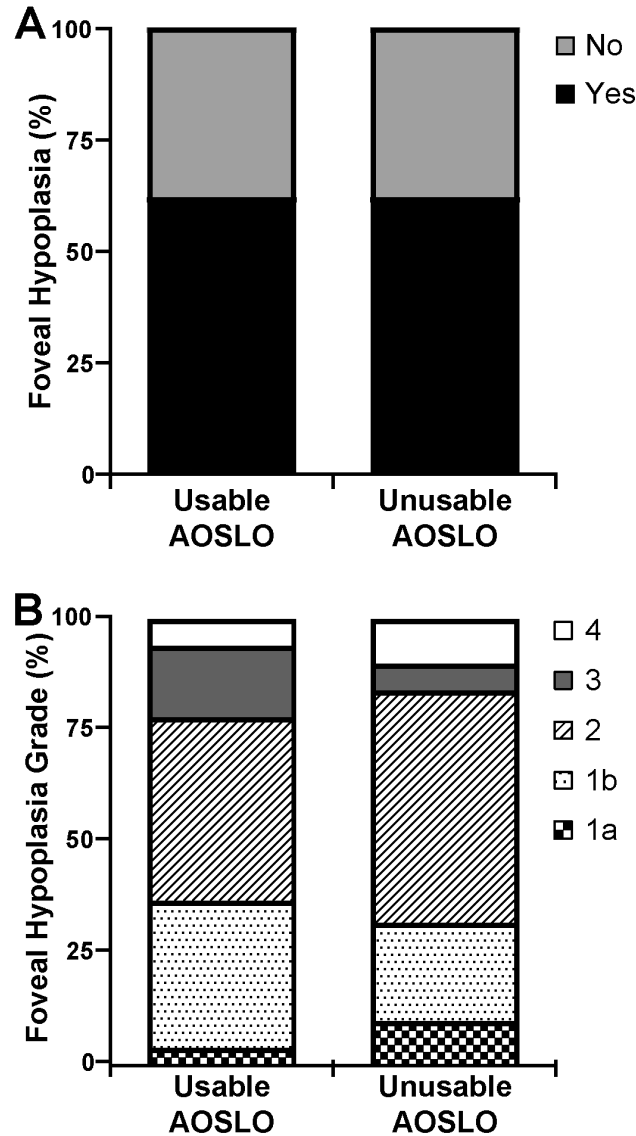 A
Foveal Hypoplasia (%)
100
75
50
25
0
No
Yes
Usable
AOSLO
Unusable
AOSLO
B
Foveal Hypoplasia Grade (%)
100
75
50
25
0
4
3
2
1b
1a
Usable
AOSLO
Unusable
AOSLO